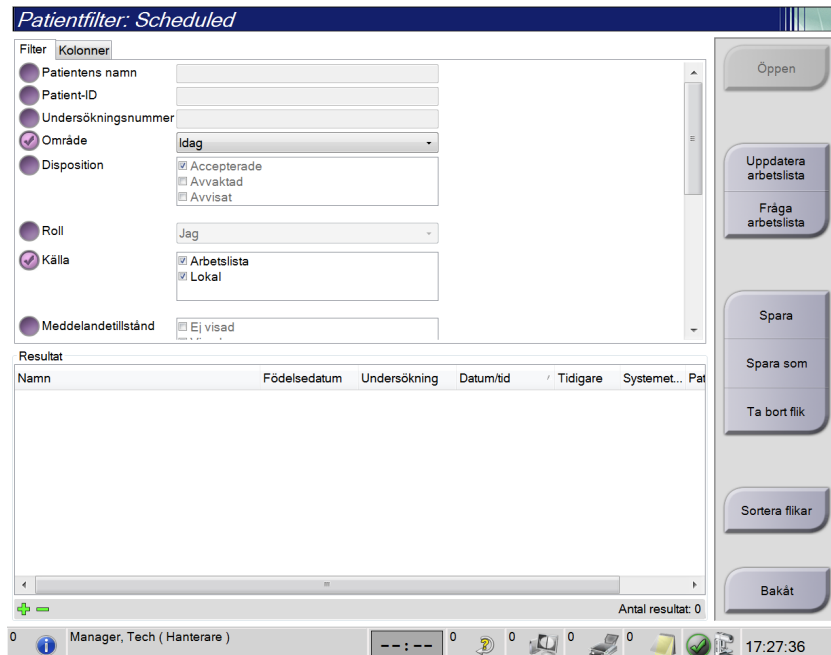 Patientfilter: Scheduled
Filter Kolonner
Patientens namn
Patient-ID
Undersökningsnummer
Område Idag
Disposition Accepterade
Avvaktad
Avvisat
Roll Jag
Källa Arbetslista
Lokal
Meddelandetillstånd Ej visad
Resultat
Namn Födelsedatum Undersökning Datum/tid Tidigare Systemet... Pat
Antal resultat: 0
Öppen
Uppdatera
arbetslista
Fråga
arbetslista
Spara
Spara som
Ta bort flik
Sortera flikar
Bakåt
0 Manager, Tech ( Hanterare ) --:-- 0 0 0 0 17:27:36